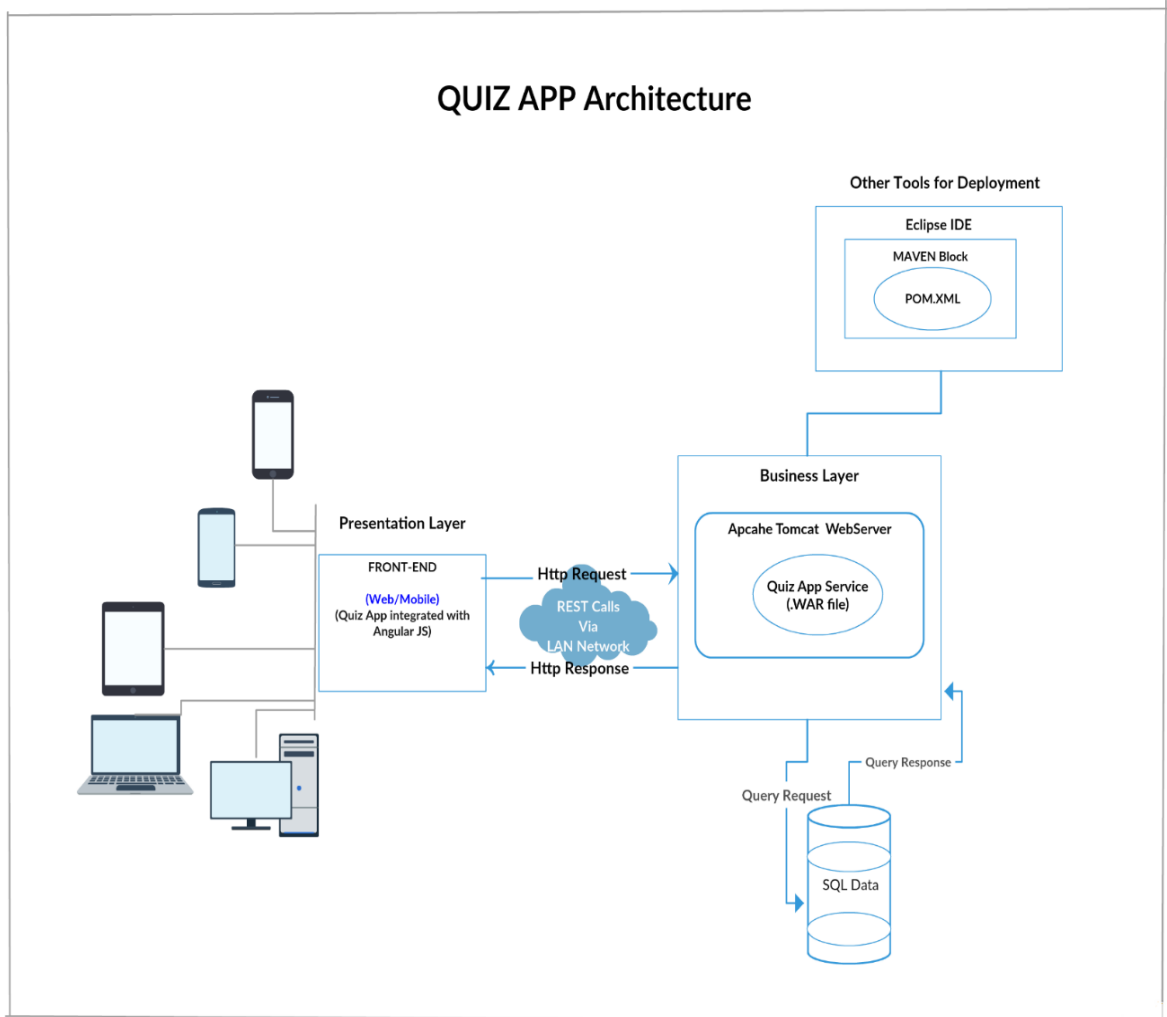 QUIZ APP Architecture
Other Tools for Deployment
Eclipse IDE
MAVEN Block
POM.XML
Presentation Layer
FRONT-END
(Web/Mobile)
(Quiz App integrated with
Angular JS)
Http Request
REST Calls
Via
LAN Network
Http Response
Business Layer
Apcahe Tomcat WebServer
Quiz App Service
(.WAR file)
Query Response
Query Request
SQL Data